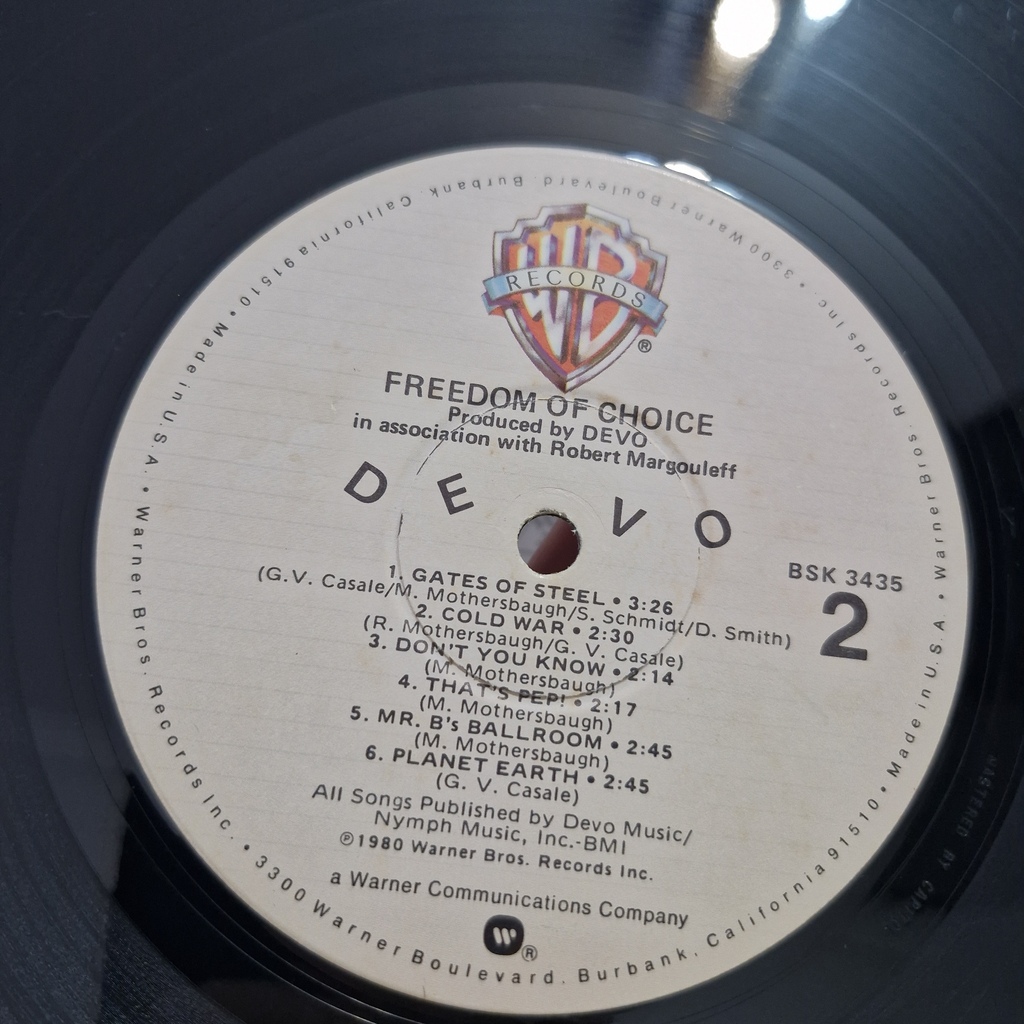 WB
RECORDS
®
FREEDOM OF CHOICE
Produced by DEVO
in association with Robert Margouleff
D E V O
BSK 3435
2
1. GATES OF STEEL • 3:26
(G.V. Casale/M. Mothersbaugh/S. Schmidt/D. Smith)
2. COLD WAR • 2:30
(R. Mothersbaugh/G. V. Casale)
3. DON'T YOU KNOW • 2:14
(M. Mothersbaugh)
4. THAT'S PEP! • 2:17
(M. Mothersbaugh)
5. MR. B's BALLROOM • 2:45
(M. Mothersbaugh)
6. PLANET EARTH • 2:45
(G. V. Casale)
All Songs Published by Devo Music/
Nymph Music, Inc.-BMI
℗1980 Warner Bros. Records Inc.
a Warner Communications Company
W ®
Made in U.S.A. • Warner Bros. Records Inc. • 3300 Warner Boulevard, Burbank, California 91510 • Made in U.S.A. • Warner Bros. Records Inc. • 3300 Warner Boulevard, Burbank, California 91510 •
MASTERED BY CAPITOL